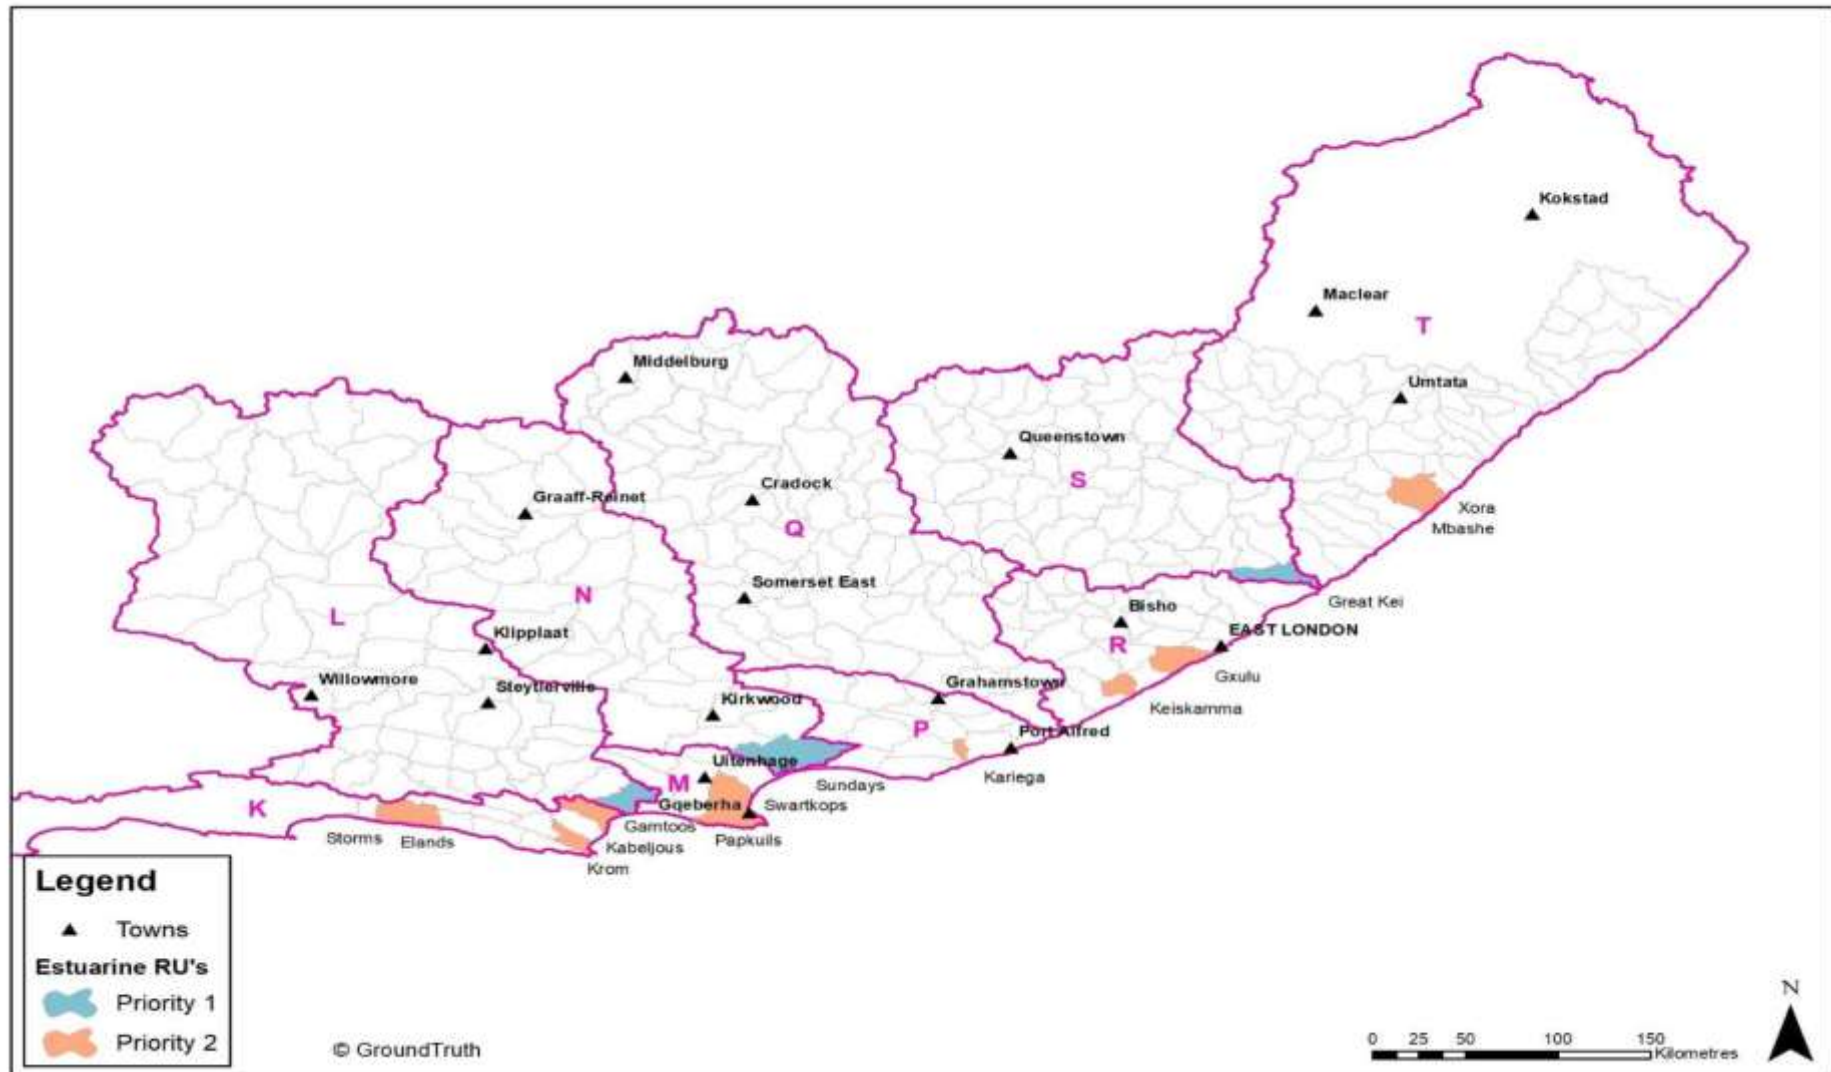 Kokstad
Maclear
T
Middelburg
Umtata
Queenstown
S
Cradock
Graaff-Reinet
Q
Xora
Mbashe
Somerset East
N
Great Kei
Bisho
L
Klipplaat
EAST LONDON
R
Gxulu
Willowmore
Steytlerville
Grahamstown
Kirkwood
Keiskamma
P
Port Alfred
Uitenhage
M
Kariega
Sundays
K
Gqeberha
Swartkops
Gamtoos
Storms
Elands
Kabeljous
Papkuils
Krom
Legend
Towns
Estuarine RU's
Priority 1
Priority 2
© GroundTruth
N
0 25 50 100 150
Kilometres